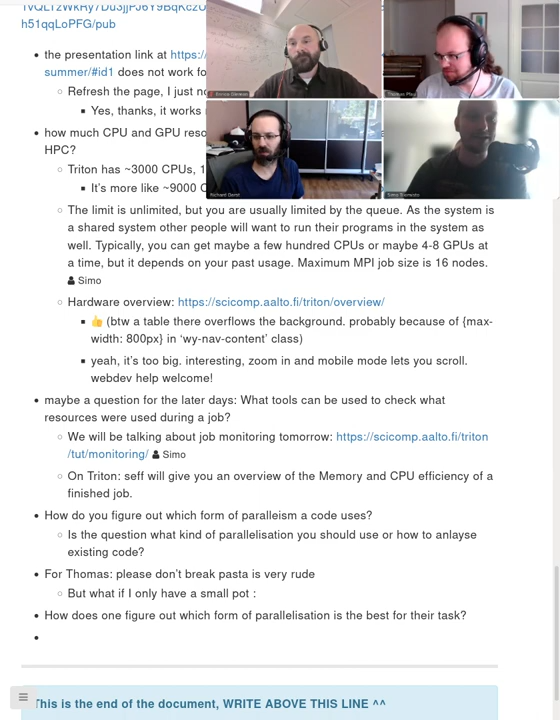 1vQLTzWkHy7Du3jjPJ6Y9BqKczU
h51qqLoPFG/pub
the presentation link at https:/
summer/#id1 does not work fo
Refresh the page, I just no
Yes, thanks, it works
how much CPU and GPU reso
HPC?
Triton has ~3000 CPUs, 1
It's more like ~9000 C
The limit is unlimited, but you are usually limited by the queue. As the system is
a shared system other people will want to run their programs in the system as
well. Typically, you can get maybe a few hundred CPUs or maybe 4-8 GPUs at
a time, but it depends on your past usage. Maximum MPI job size is 16 nodes.
Simo
Hardware overview: https://scicomp.aalto.fi/triton/overview/
👍 (btw a table there overflows the background. probably because of {max-
width: 800px} in 'wy-nav-content' class)
yeah, it's too big. interesting, zoom in and mobile mode lets you scroll.
webdev help welcome!
maybe a question for the later days: What tools can be used to check what
resources were used during a job?
We will be talking about job monitoring tomorrow: https://scicomp.aalto.fi/triton
/tut/monitoring/ Simo
On Triton: seff will give you an overview of the Memory and CPU efficiency of a
finished job.
How do you figure out which form of paralleism a code uses?
Is the question what kind of parallelisation you should use or how to anlayse
existing code?
For Thomas: please don't break pasta is very rude
But what if I only have a small pot :
How does one figure out which form of parallelisation is the best for their task?
This is the end of the document, WRITE ABOVE THIS LINE ^^